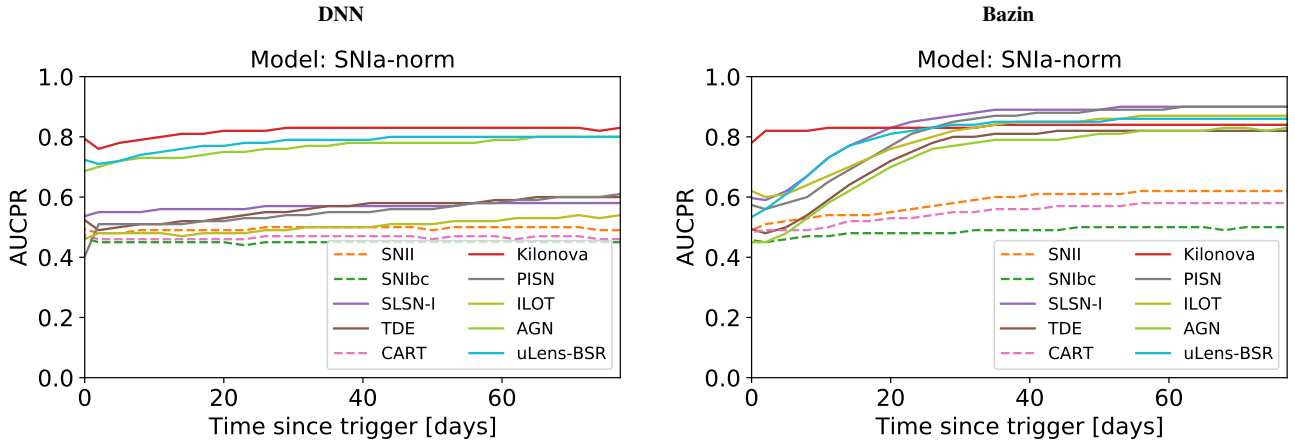 DNN
Model: SNIa-norm
1.0
0.8
0.6
0.4
0.2
0.0
AUCPR
0 20 40 60
Time since trigger [days]
SNII Kilonova
SNIbc PISN
SLSN-I ILOT
TDE AGN
CART uLens-BSR
Bazin
Model: SNIa-norm
1.0
0.8
0.6
0.4
0.2
0.0
AUCPR
0 20 40 60
Time since trigger [days]
SNII Kilonova
SNIbc PISN
SLSN-I ILOT
TDE AGN
CART uLens-BSR